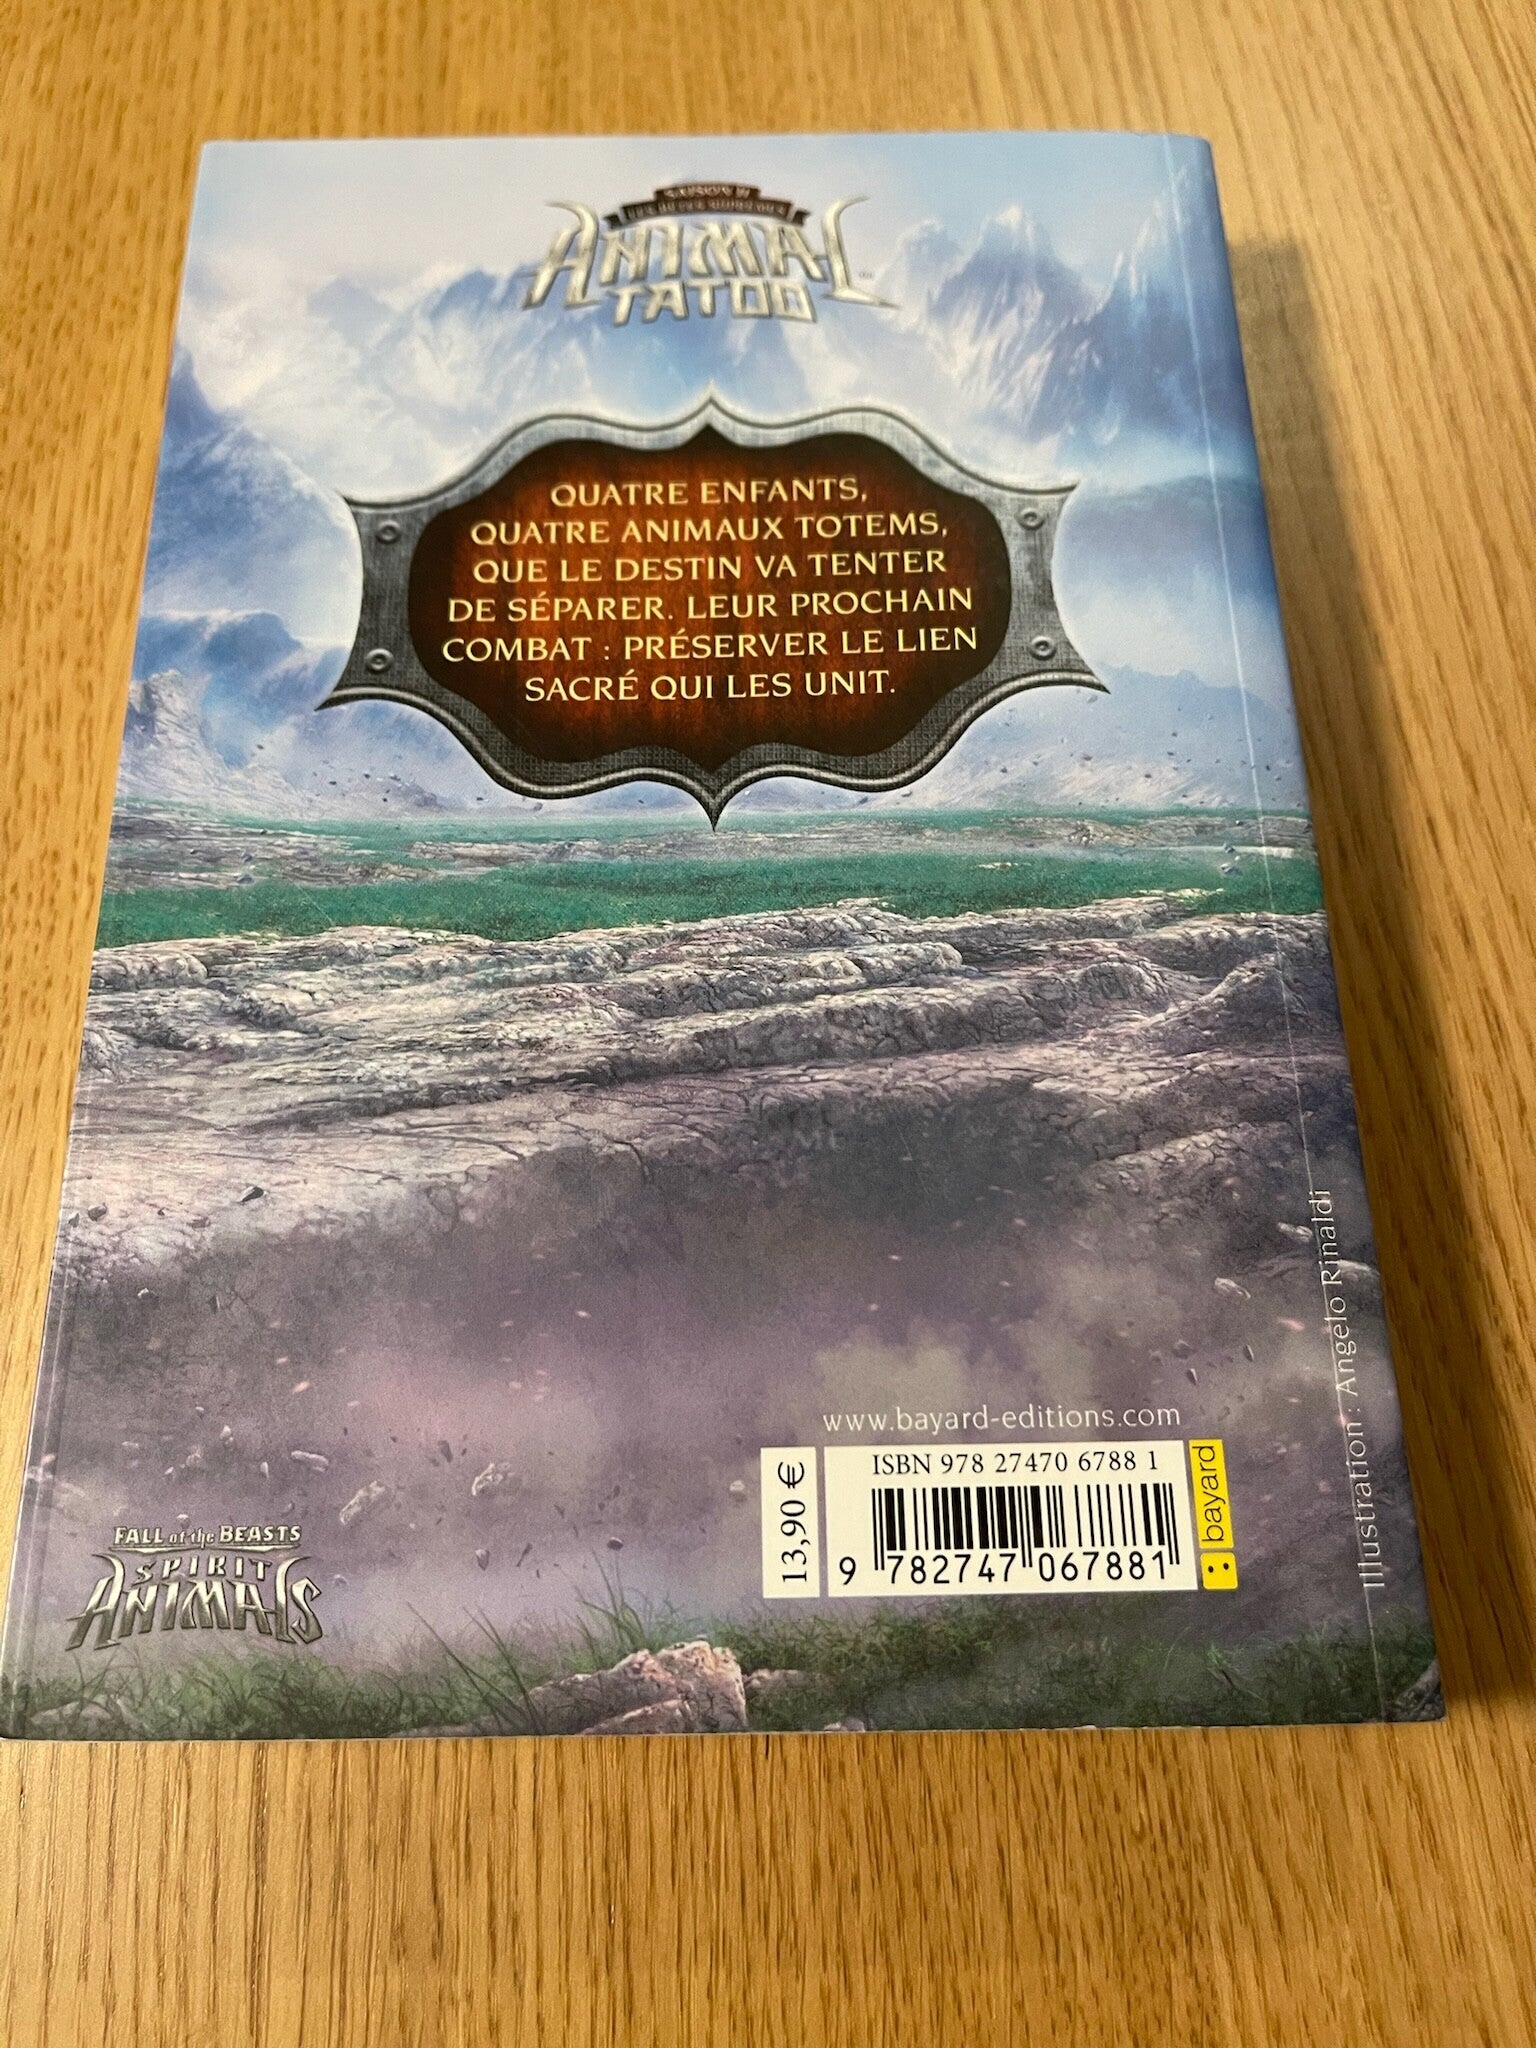 SAISON II
ANIMAL
TATOO
QUATRE ENFANTS,
QUATRE ANIMAUX TOTEMS,
QUE LE DESTIN VA TENTER
DE SÉPARER. LEUR PROCHAIN
COMBAT : PRÉSERVER LE LIEN
SACRÉ QUI LES UNIT.
Illustration : Angelo Rinaldi
www.bayard-editions.com
13,90 €
ISBN 978 27470 6788 1
9 782747 067881
bayard
FALL of the BEASTS
SPIRIT
ANIMALS